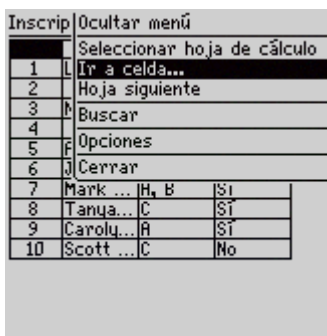 Inscrip Ocultar menú
Seleccionar hoja de cálculo
1 L Ir a celda...
2 Hoja siguiente
3 Buscar
4
5 Opciones
6 J Cerrar
7 Mark ... A, B Sí
8 Tanya... C Sí
9 Caroly... A Sí
10 Scott ... C No